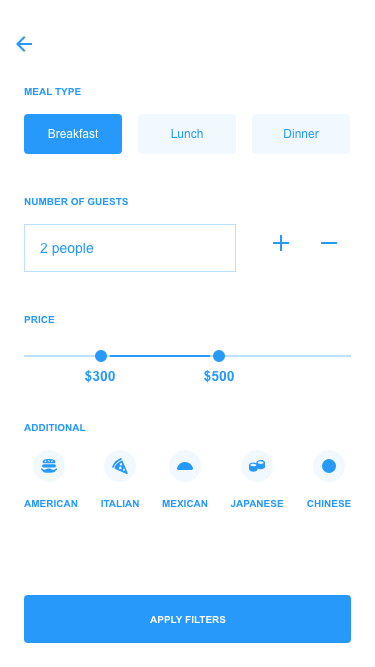 MEAL TYPE
Breakfast Lunch Dinner
NUMBER OF GUESTS
2 people
PRICE
$300 $500
ADDITIONAL
AMERICAN ITALIAN MEXICAN JAPANESE CHINESE
APPLY FILTERS